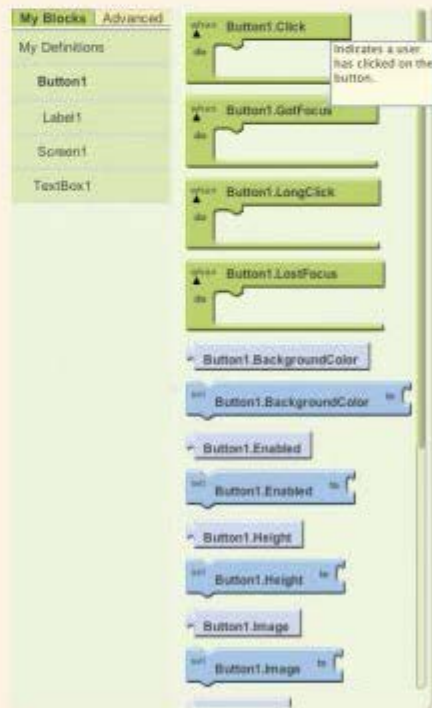 My Blocks Advanced
My Definitions
Button1
Label1
Screen1
TextBox1
when Button1.Click
do
Indicates a user
has clicked on the
button.
when Button1.GotFocus
do
when Button1.LongClick
do
when Button1.LostFocus
do
Button1.BackgroundColor
set Button1.BackgroundColor to
Button1.Enabled
set Button1.Enabled to
Button1.Height
set Button1.Height to
Button1.Image
set Button1.Image to